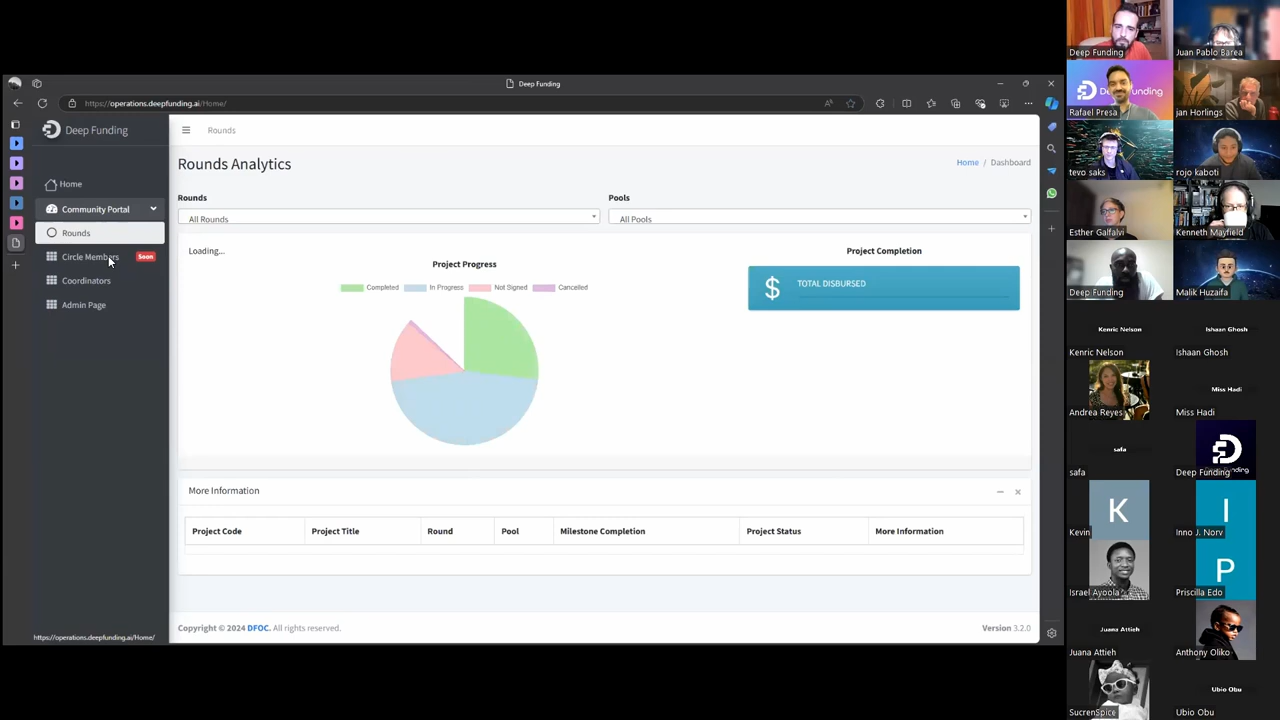 Deep Funding
https://operations.deepfunding.ai/Home/
Deep Funding
Rounds
Home
Community Portal
Rounds
Circle Members
Soon
Coordinators
Admin Page
Rounds Analytics
Home / Dashboard
Rounds
Pools
All Rounds
All Pools
Loading...
Project Progress
Completed
In Progress
Not Signed
Cancelled
Project Completion
$
TOTAL DISBURSED
More Information
Project Code
Project Title
Round
Pool
Milestone Completion
Project Status
More Information
Copyright © 2024 DFOC. All rights reserved.
Version 3.2.0
https://operations.deepfunding.ai/Home/
Deep Funding
Juan Pablo Barea
Rafael Presa
jan Horlings
tevo saks
rojo kaboti
Esther Galfalvi
Kenneth Mayfield
Deep Funding
Malik Huzaifa
Kenric Nelson
Kenric Nelson
Ishaan Ghosh
Ishaan Ghosh
Andrea Reyes
Miss Hadi
Miss Hadi
safa
safa
Deep Funding
K
Kevin
I
Inno J. Norv
Israel Ayoola
P
Priscilla Edo
Juana Attieh
Juana Attieh
Anthony Oliko
SucrenSpice
Ubio Obu
Ubio Obu